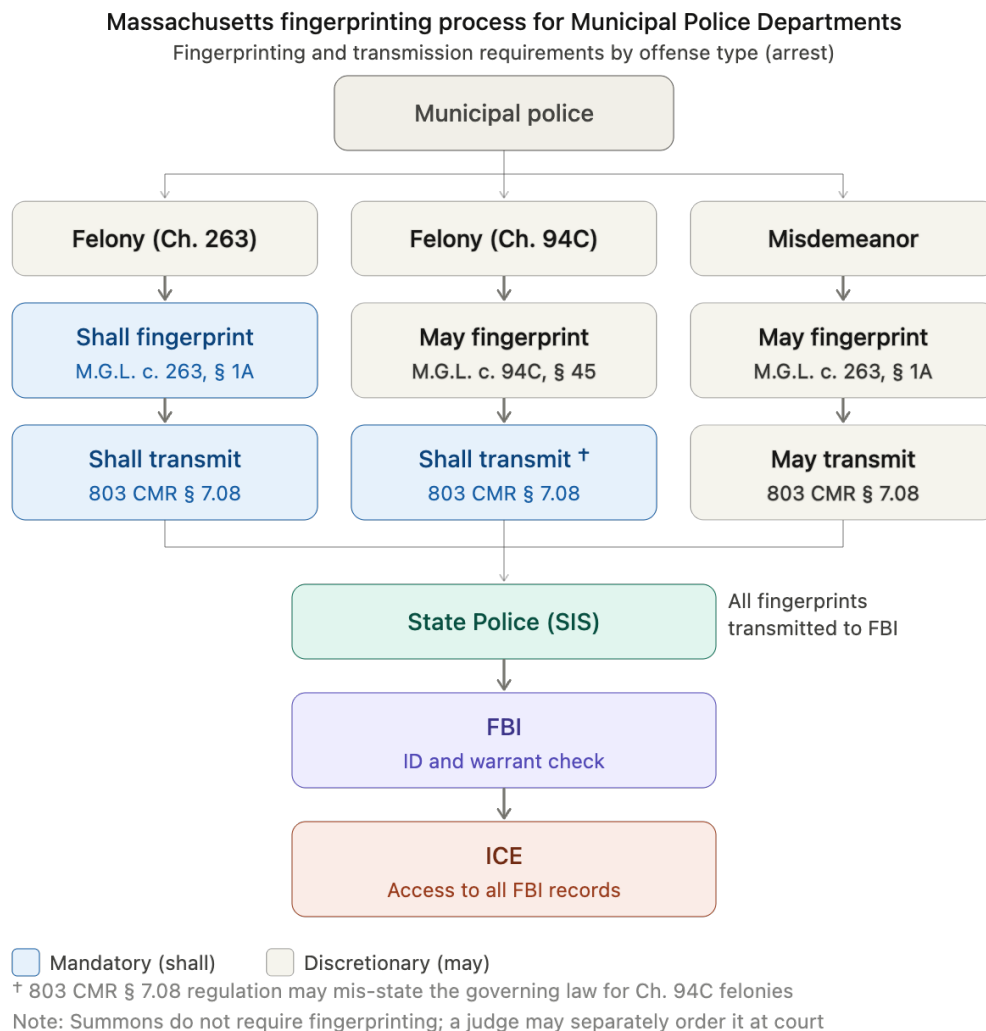 Massachusetts fingerprinting process for Municipal Police Departments
Fingerprinting and transmission requirements by offense type (arrest)
Municipal police
Felony (Ch. 263)
Felony (Ch. 94C)
Misdemeanor
Shall fingerprint
M.G.L. c. 263, § 1A
May fingerprint
M.G.L. c. 94C, § 45
May fingerprint
M.G.L. c. 263, § 1A
Shall transmit
803 CMR § 7.08
Shall transmit †
803 CMR § 7.08
May transmit
803 CMR § 7.08
State Police (SIS)
All fingerprints
transmitted to FBI
FBI
ID and warrant check
ICE
Access to all FBI records
Mandatory (shall)
Discretionary (may)
† 803 CMR § 7.08 regulation may mis-state the governing law for Ch. 94C felonies
Note: Summons do not require fingerprinting; a judge may separately order it at court